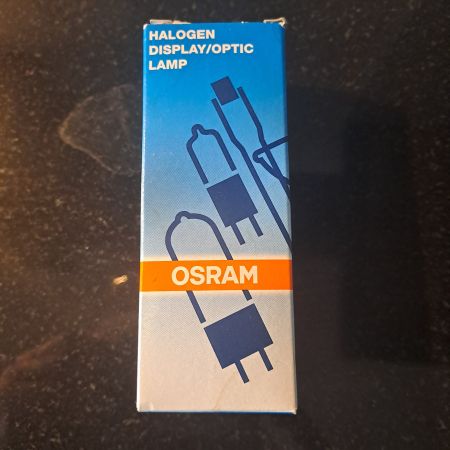 HALOGEN
DISPLAY/OPTIC
LAMP
OSRAM